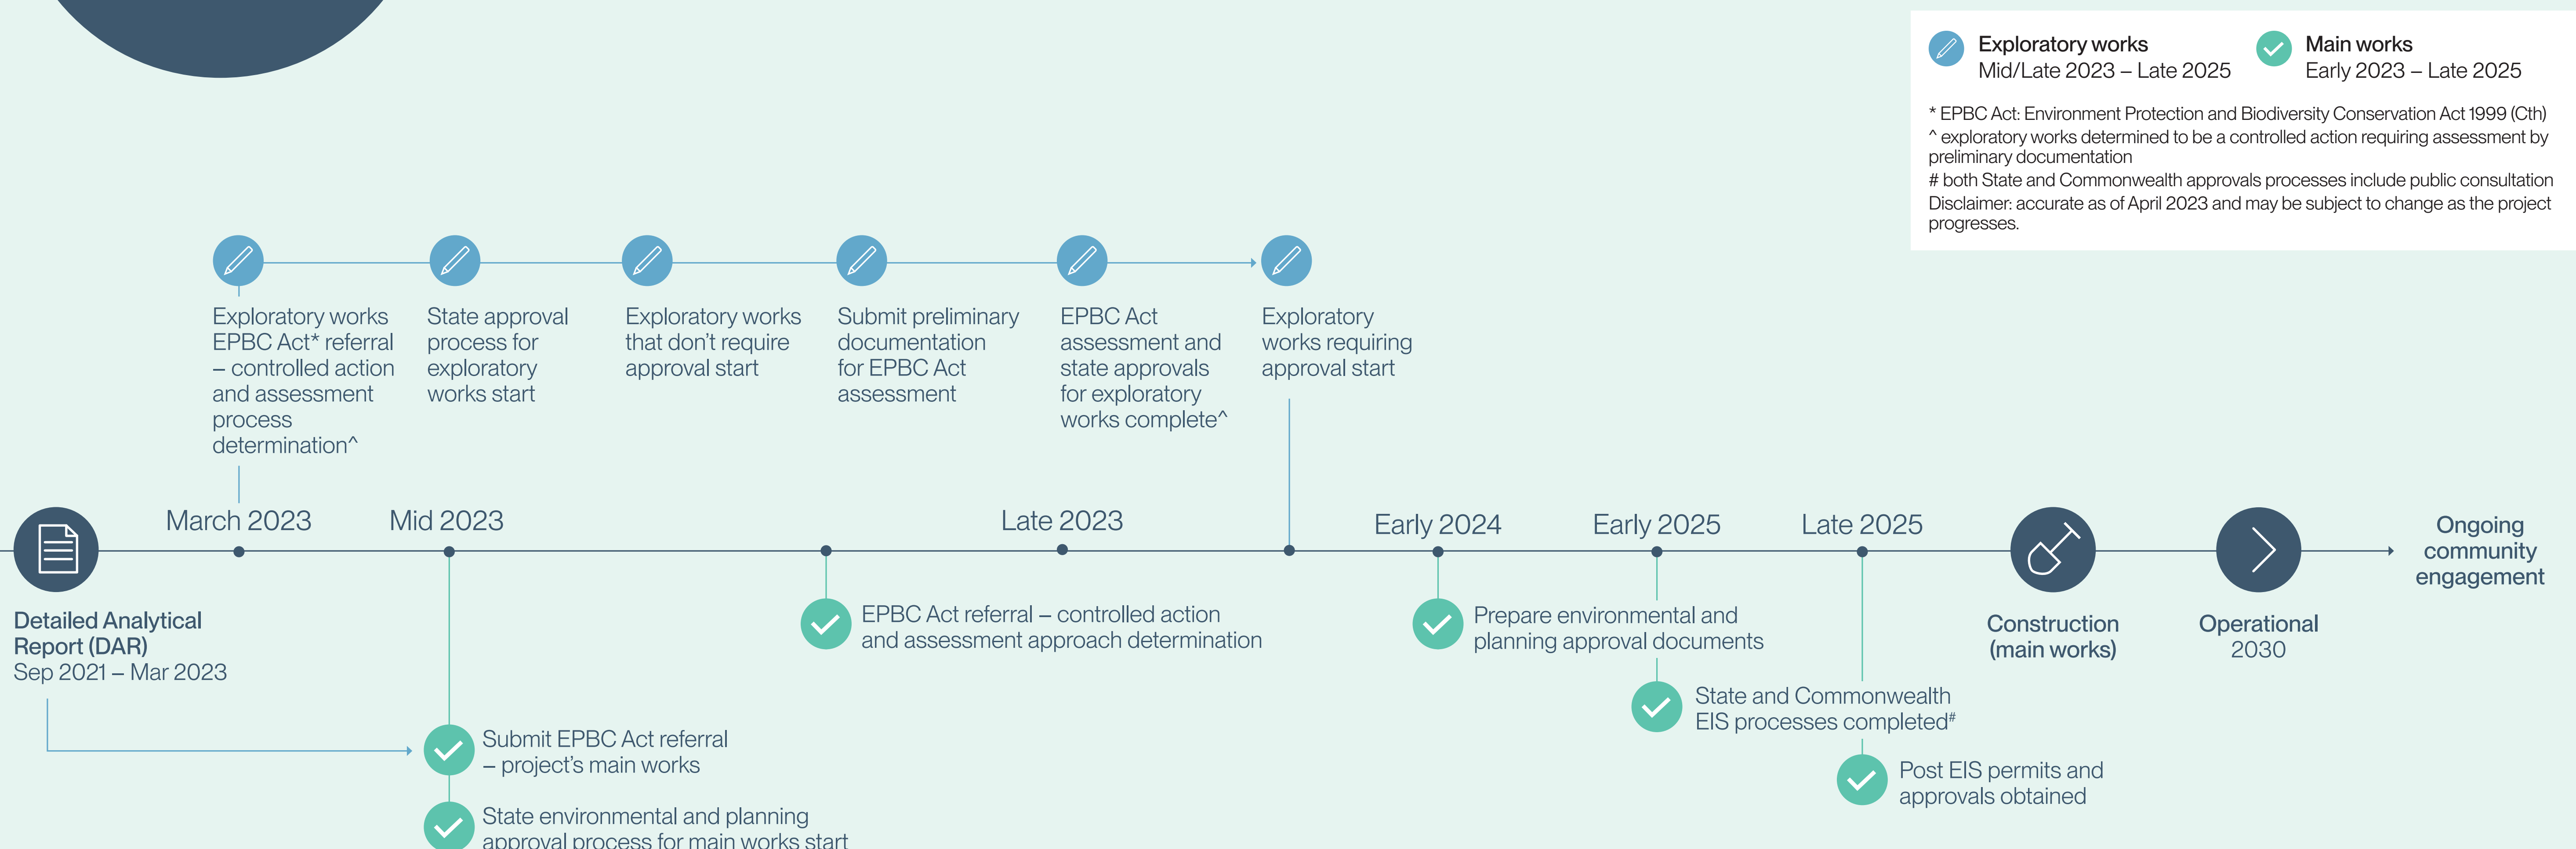 Exploratory works
Mid/Late 2023 – Late 2025
Main works
Early 2023 – Late 2025
* EPBC Act: Environment Protection and Biodiversity Conservation Act 1999 (Cth)
^ exploratory works determined to be a controlled action requiring assessment by
preliminary documentation
# both State and Commonwealth approvals processes include public consultation
Disclaimer: accurate as of April 2023 and may be subject to change as the project
progresses.
Exploratory works
EPBC Act* referral
– controlled action
and assessment
process
determination^
State approval
process for
exploratory
works start
Exploratory works
that don't require
approval start
Submit preliminary
documentation
for EPBC Act
assessment
EPBC Act
assessment and
state approvals
for exploratory
works complete^
Exploratory
works requiring
approval start
March 2023
Mid 2023
Late 2023
Early 2024
Early 2025
Late 2025
Ongoing
community
engagement
Detailed Analytical
Report (DAR)
Sep 2021 – Mar 2023
EPBC Act referral – controlled action
and assessment approach determination
Prepare environmental and
planning approval documents
Construction
(main works)
Operational
2030
State and Commonwealth
EIS processes completed#
Submit EPBC Act referral
– project's main works
Post EIS permits and
approvals obtained
State environmental and planning
approval process for main works start